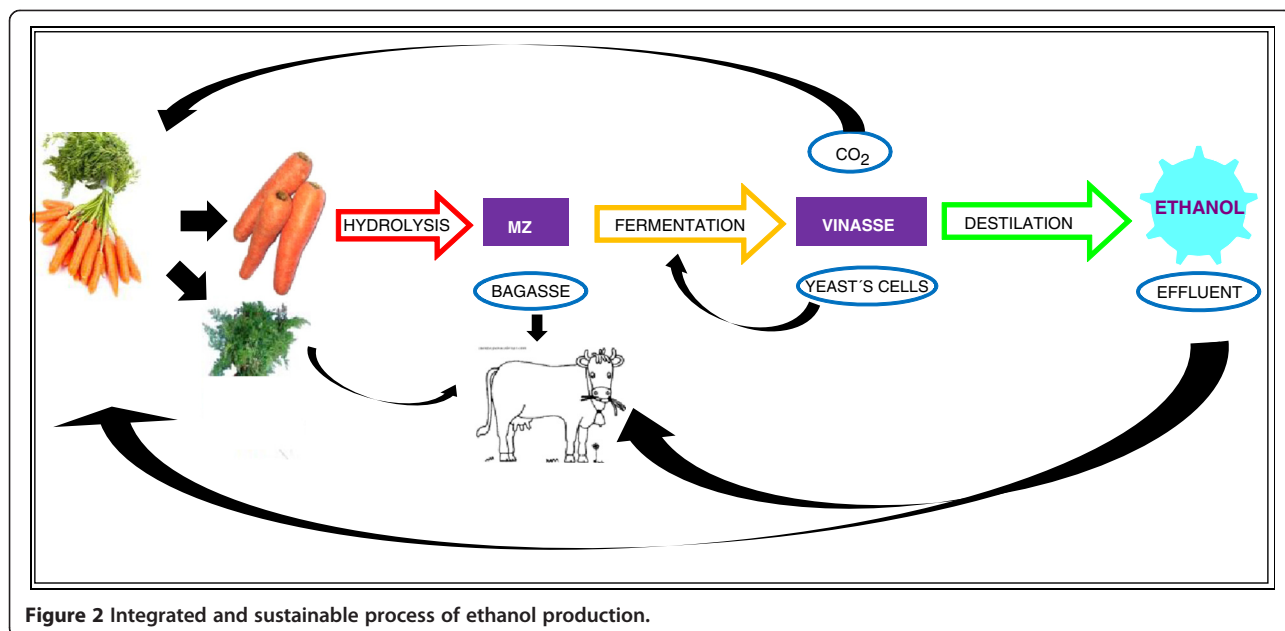 CO2
HYDROLYSIS
MZ
FERMENTATION
VINASSE
DESTILATION
ETHANOL
BAGASSE
YEAST´S CELLS
EFFLUENT
Figure 2 Integrated and sustainable process of ethanol production.